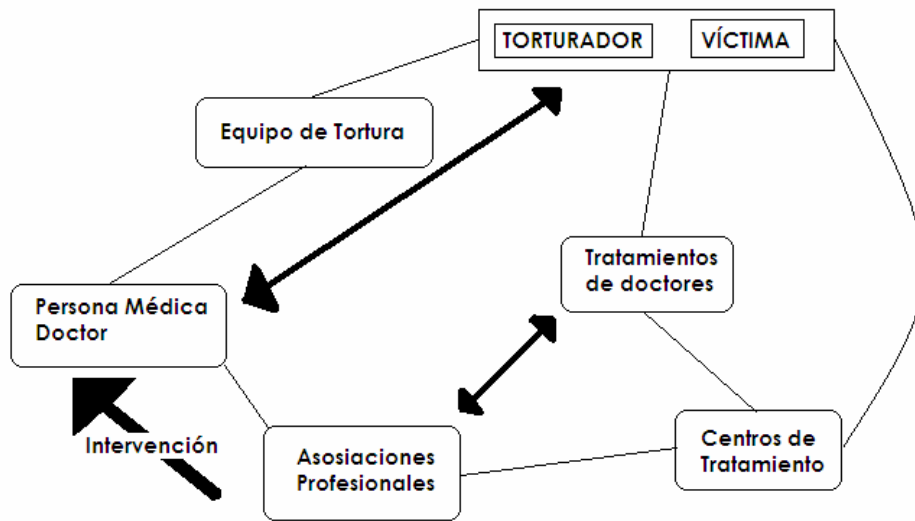 TORTURADOR
VÍCTIMA
Equipo de Tortura
Tratamientos
de doctores
Persona Médica
Doctor
Intervención
Asosiaciones
Profesionales
Centros de
Tratamiento